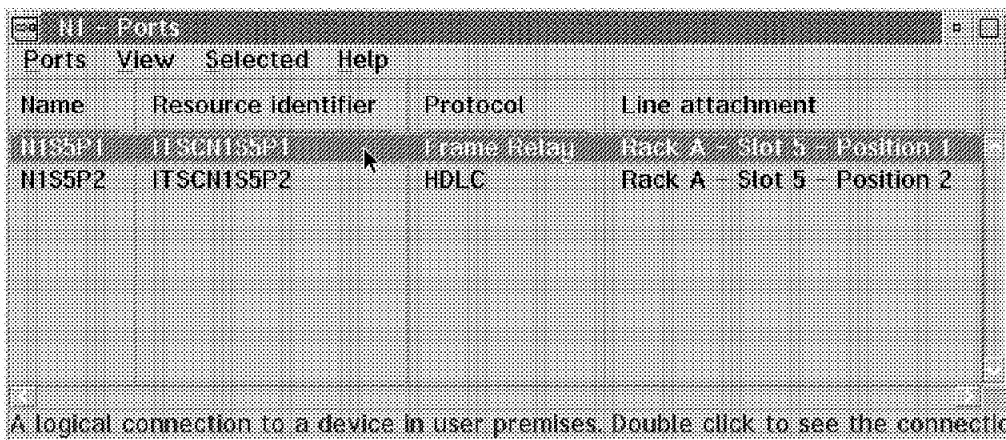 N1 - Ports
Ports View Selected Help
Name Resource identifier Protocol Line attachment
N1S5P1 ITSCN1S5P1 Frame Relay Rack A - Slot 5 - Position 1
N1S5P2 ITSCN1S5P2 HDLC Rack A - Slot 5 - Position 2
A logical connection to a device in user premises. Double click to see the connecti